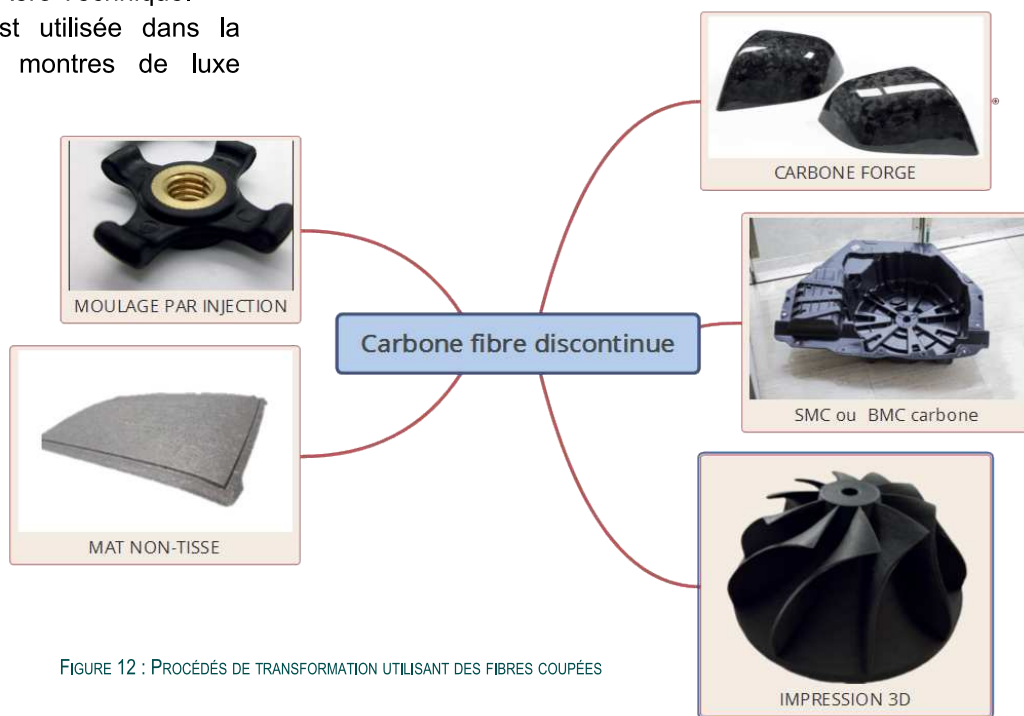 st utilisée dans la
montres de luxe
CARBONE FORGE
MOULAGE PAR INJECTION
Carbone fibre discontinue
SMC ou BMC carbone
MAT NON-TISSE
FIGURE 12 : PROCÉDÉS DE TRANSFORMATION UTILISANT DES FIBRES COUPÉES
IMPRESSION 3D